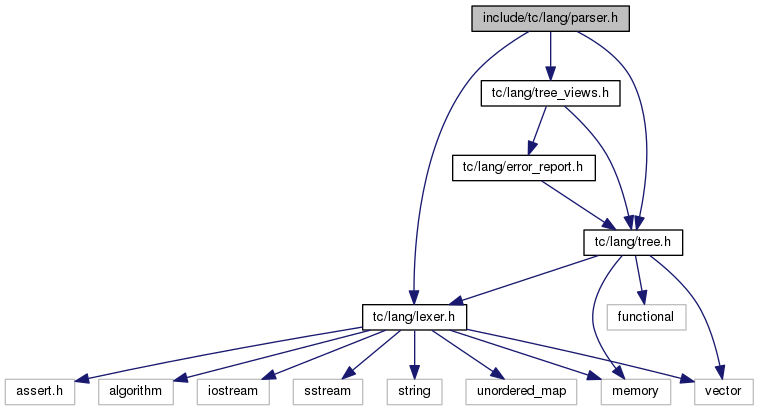 include/tc/lang/parser.h
tc/lang/tree_views.h
tc/lang/error_report.h
tc/lang/tree.h
tc/lang/lexer.h
functional
assert.h
algorithm
iostream
sstream
string
unordered_map
memory
vector